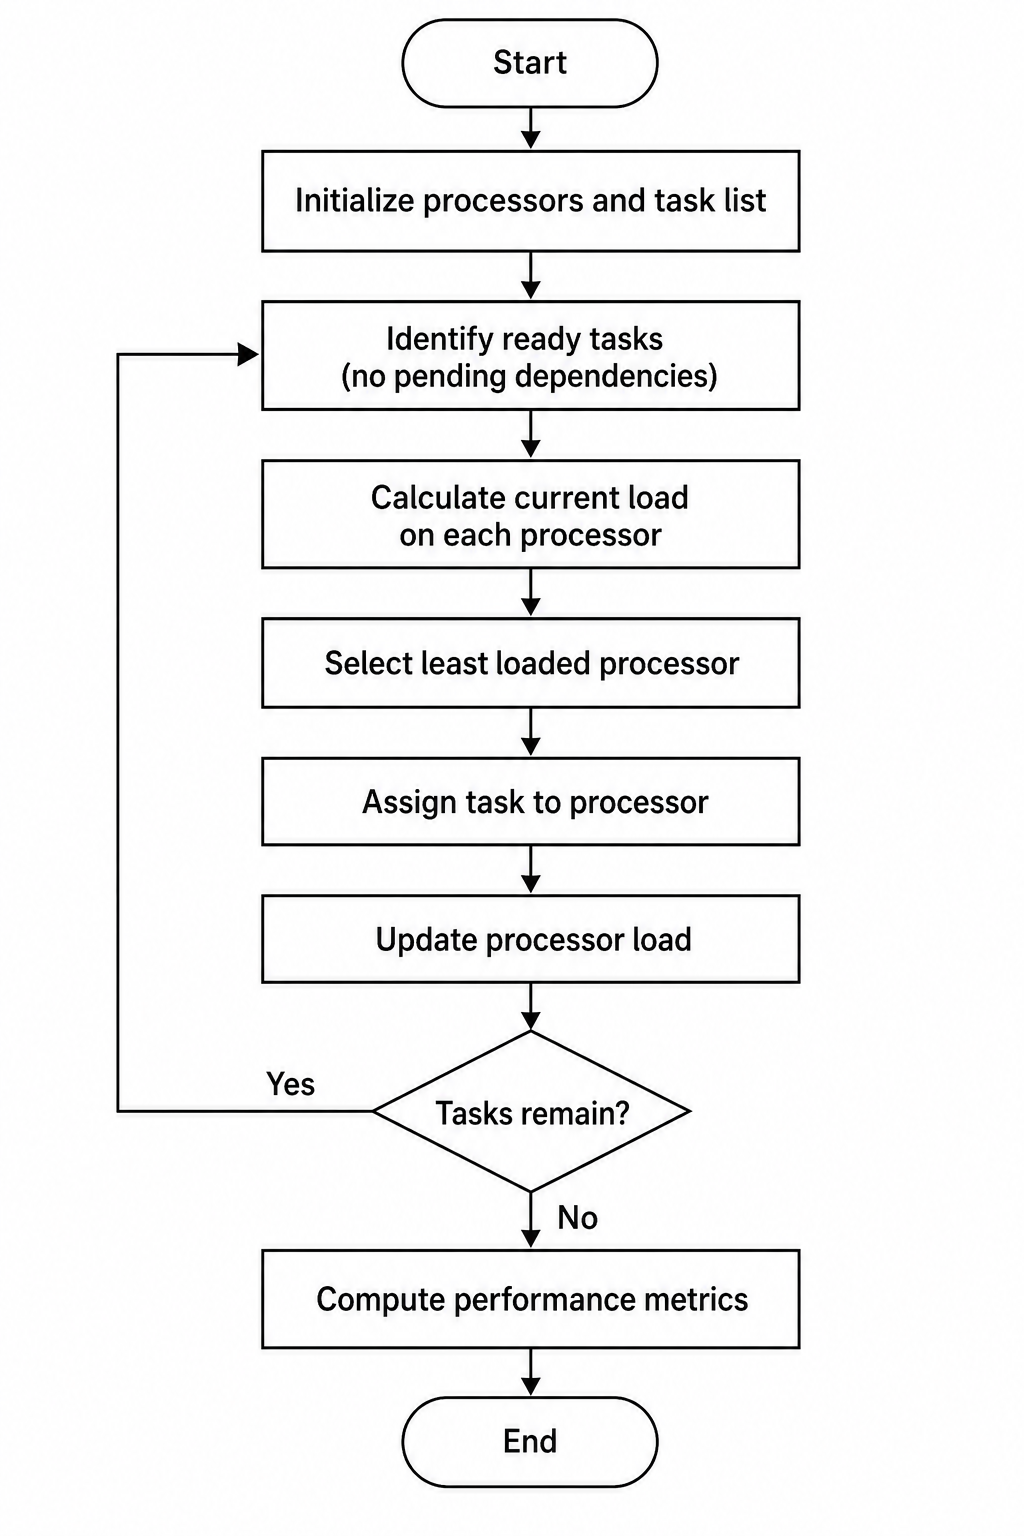 Start
Initialize processors and task list
Identify ready tasks
(no pending dependencies)
Calculate current load
on each processor
Select least loaded processor
Assign task to processor
Update processor load
Yes
Tasks remain?
No
Compute performance metrics
End